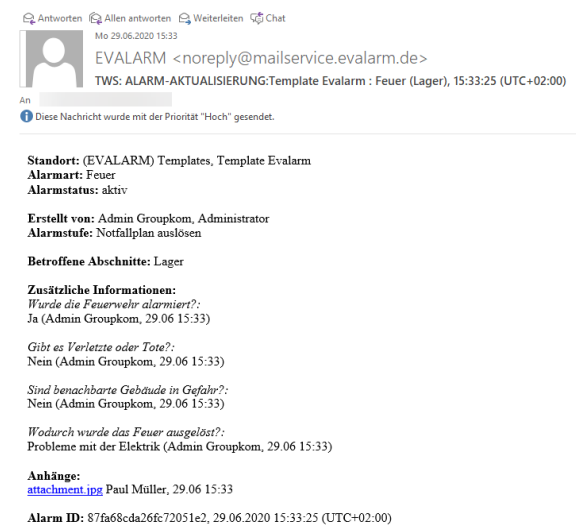 Antworten Allen antworten Weiterleiten Chat
Mo 29.06.2020 15:33
EVALARM <noreply@mailservice.evalarm.de>
TWS: ALARM-AKTUALISIERUNG:Template Evalarm : Feuer (Lager), 15:33:25 (UTC+02:00)
An
Diese Nachricht wurde mit der Priorität "Hoch" gesendet.
Standort: (EVALARM) Templates, Template Evalarm
Alarmart: Feuer
Alarmstatus: aktiv
Erstellt von: Admin Groupkom, Administrator
Alarmstufe: Notfallplan auslösen
Betroffene Abschnitte: Lager
Zusätzliche Informationen:
Wurde die Feuerwehr alarmiert?:
Ja (Admin Groupkom, 29.06 15:33)
Gibt es Verletzte oder Tote?:
Nein (Admin Groupkom, 29.06 15:33)
Sind benachbarte Gebäude in Gefahr?:
Nein (Admin Groupkom, 29.06 15:33)
Wodurch wurde das Feuer ausgelöst?:
Probleme mit der Elektrik (Admin Groupkom, 29.06 15:33)
Anhänge:
attachment.jpg Paul Müller, 29.06 15:33
Alarm ID: 87fa68cda26fc72051e2, 29.06.2020 15:33:25 (UTC+02:00)